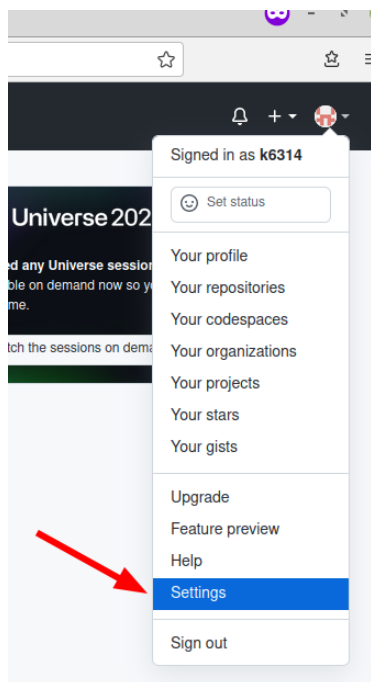 Signed in as k6314
Set status
Universe 202
ed any Universe session
ble on demand now so y
me.
tch the sessions on dema
Your profile
Your repositories
Your codespaces
Your organizations
Your projects
Your stars
Your gists
Upgrade
Feature preview
Help
Settings
Sign out